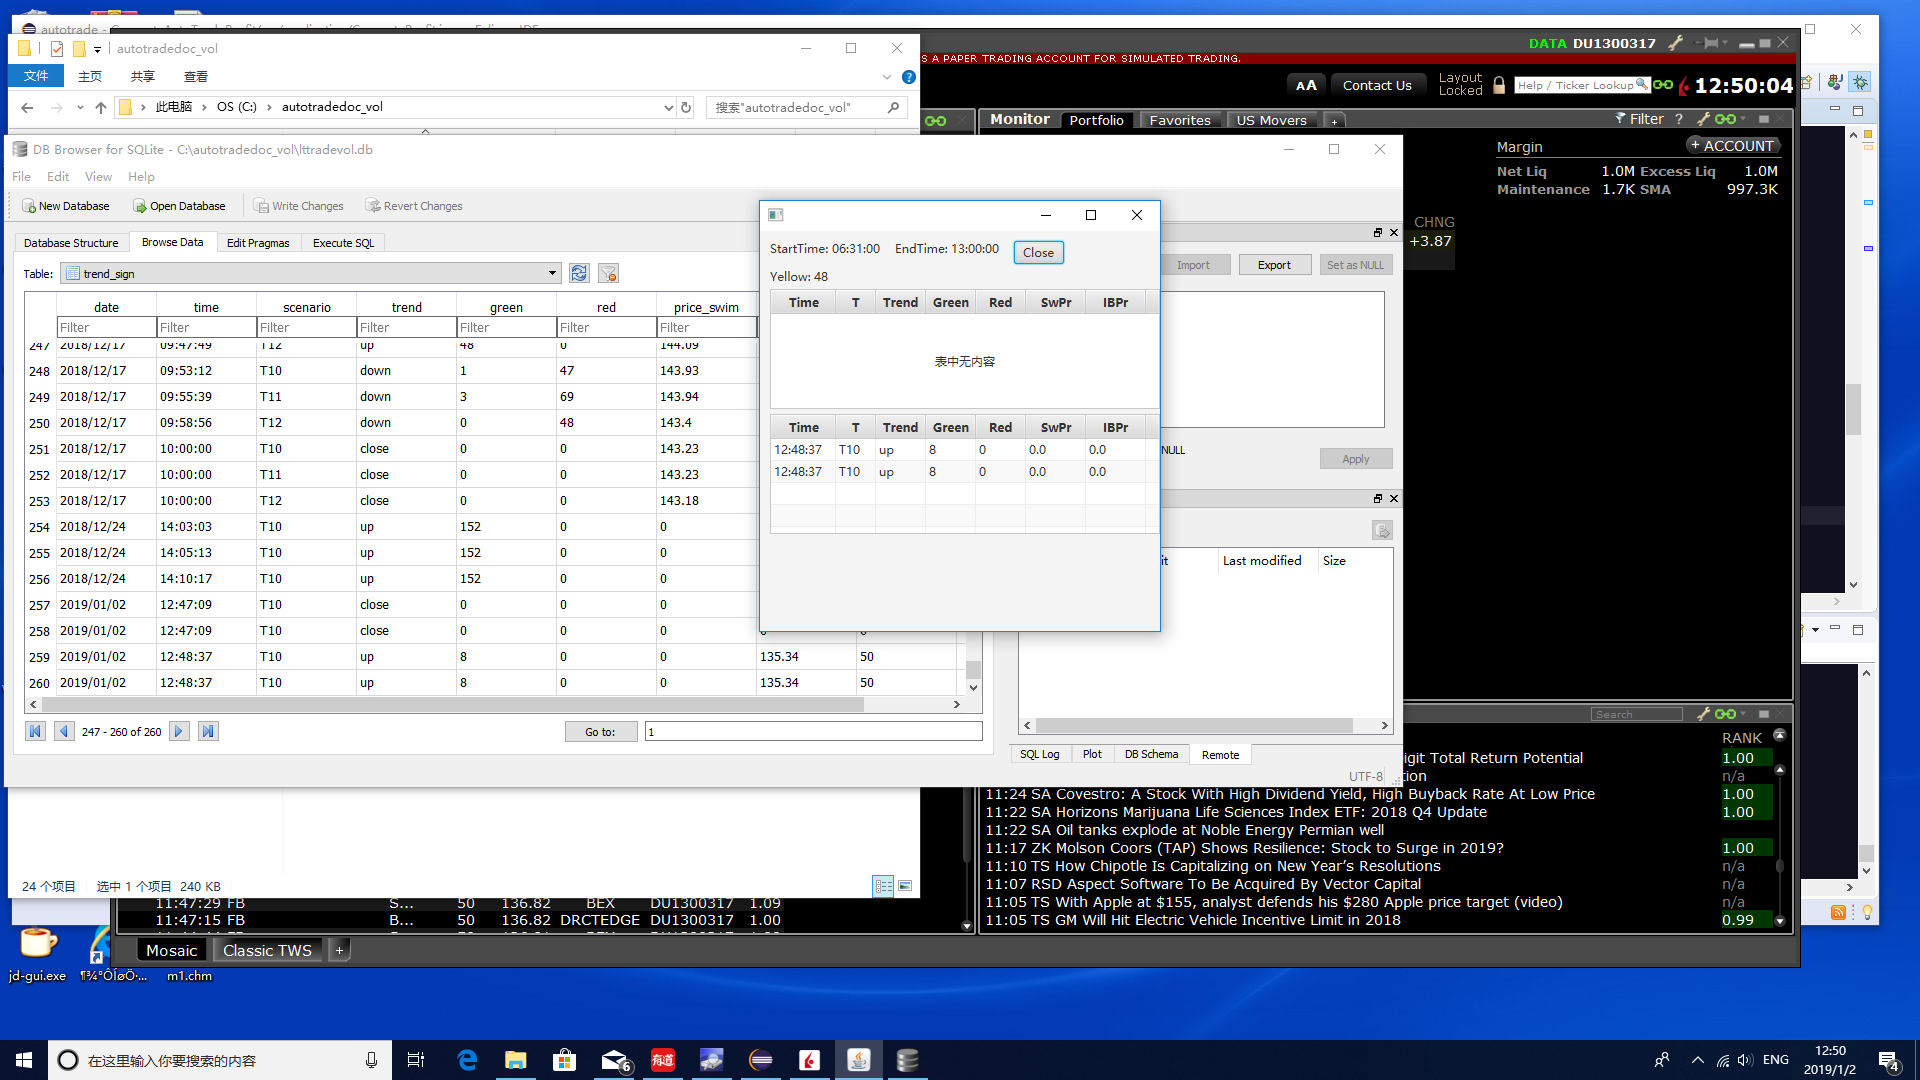 autotradedoc_vol
文件 主页 共享 查看
此电脑 OS (C:) autotradedoc_vol
搜索"autotradedoc_vol"
S A PAPER TRADING ACCOUNT FOR SIMULATED TRADING.
DATA DU1300317
AA Contact Us Layout Locked Help / Ticker Lookup 12:50:04
Monitor Portfolio Favorites US Movers + Filter ?
Margin + ACCOUNT
Net Liq 1.0M Excess Liq 1.0M
Maintenance 1.7K SMA 997.3K
CHNG
+3.87
DB Browser for SQLite - C:\autotradedoc_vol\lttradevol.db
File Edit View Help
New Database Open Database Write Changes Revert Changes
Database Structure Browse Data Edit Pragmas Execute SQL
Table: trend_sign
date time scenario trend green red price_swim
Filter Filter Filter Filter Filter Filter Filter
247 2018/12/17 09:47:49 T12 up 48 0 144.09
248 2018/12/17 09:53:12 T10 down 1 47 143.93
249 2018/12/17 09:55:39 T11 down 3 69 143.94
250 2018/12/17 09:58:56 T12 down 0 48 143.4
251 2018/12/17 10:00:00 T10 close 0 0 143.23
252 2018/12/17 10:00:00 T11 close 0 0 143.23
253 2018/12/17 10:00:00 T12 close 0 0 143.18
254 2018/12/24 14:03:03 T10 up 152 0 0
255 2018/12/24 14:05:13 T10 up 152 0 0
256 2018/12/24 14:10:17 T10 up 152 0 0
257 2019/01/02 12:47:09 T10 close 0 0 0
258 2019/01/02 12:47:09 T10 close 0 0 0
259 2019/01/02 12:48:37 T10 up 8 0 0 135.34 50
260 2019/01/02 12:48:37 T10 up 8 0 0 135.34 50
247 - 260 of 260 Go to: 1
StartTime: 06:31:00 EndTime: 13:00:00 Close
Yellow: 48
Time T Trend Green Red SwPr IBPr
表中无内容
Time T Trend Green Red SwPr IBPr
12:48:37 T10 up 8 0 0.0 0.0
12:48:37 T10 up 8 0 0.0 0.0
Import Export Set as NULL
NULL
Apply
Last modified Size
SQL Log Plot DB Schema Remote
UTF-8
Search
RANK
igit Total Return Potential 1.00
tion n/a
11:24 SA Covestro: A Stock With High Dividend Yield, High Buyback Rate At Low Price 1.00
11:22 SA Horizons Marijuana Life Sciences Index ETF: 2018 Q4 Update 1.00
11:22 SA Oil tanks explode at Noble Energy Permian well
11:17 ZK Molson Coors (TAP) Shows Resilience: Stock to Surge in 2019? 1.00
11:10 TS How Chipotle Is Capitalizing on New Year's Resolutions n/a
11:07 RSD Aspect Software To Be Acquired By Vector Capital n/a
11:05 TS With Apple at $155, analyst defends his $280 Apple price target (video) n/a
11:05 TS GM Will Hit Electric Vehicle Incentive Limit in 2018 0.99
24 个项目 选中 1 个项目 240 KB
11:47:29 FB S... 50 136.82 BEX DU1300317 1.09
11:47:15 FB B... 50 136.82 DRCTEDGE DU1300317 1.00
Mosaic Classic TWS +
jd-gui.exe m1.chm
在这里输入你要搜索的内容
有道
6
ENG
12:50
2019/1/2
4